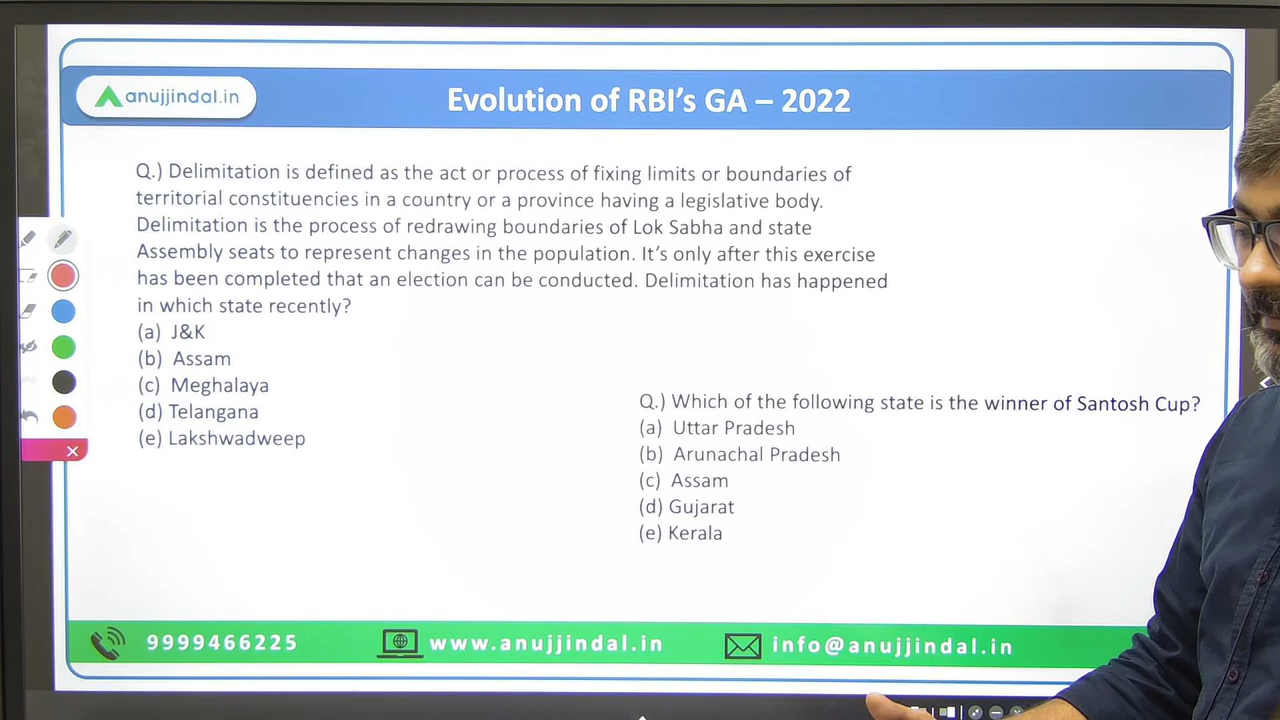 anujjindal.in
Evolution of RBI's GA – 2022
Q.) Delimitation is defined as the act or process of fixing limits or boundaries of
territorial constituencies in a country or a province having a legislative body.
Delimitation is the process of redrawing boundaries of Lok Sabha and state
Assembly seats to represent changes in the population. It's only after this exercise
has been completed that an election can be conducted. Delimitation has happened
in which state recently?
(a) J&K
(b) Assam
(c) Meghalaya
(d) Telangana
(e) Lakshwadweep
Q.) Which of the following state is the winner of Santosh Cup?
(a) Uttar Pradesh
(b) Arunachal Pradesh
(c) Assam
(d) Gujarat
(e) Kerala
9999466225
www.anujjindal.in
info@anujjindal.in